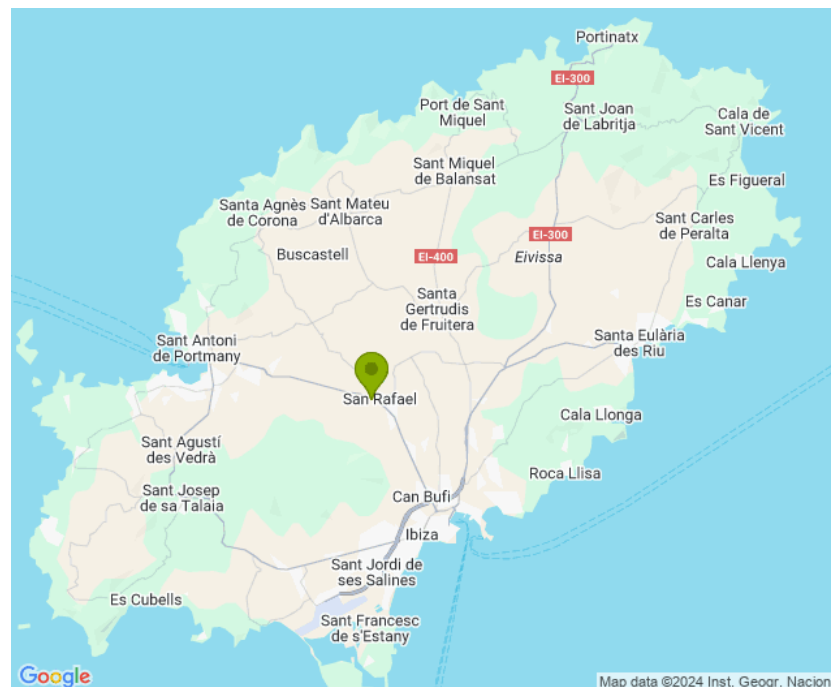 Portinatx
EI-300
Port de Sant
Miquel
Sant Joan
de Labritja
Cala de
Sant Vicent
Sant Miquel
de Balansat
Es Figueral
Santa Agnès
de Corona
Sant Mateu
d'Albarca
Sant Carles
de Peralta
EI-300
Buscastell
EI-400
Eivissa
Cala Llenya
Santa
Gertrudis
de Fruitera
Es Canar
Sant Antoni
de Portmany
Santa Eulària
des Riu
San Rafael
Cala Llonga
Sant Agustí
des Vedrà
Roca Llisa
Sant Josep
de sa Talaia
Can Bufi
Ibiza
Sant Jordi de
ses Salines
Es Cubells
Sant Francesc
de s'Estany
Google
Map data ©2024 Inst. Geogr. Nacion